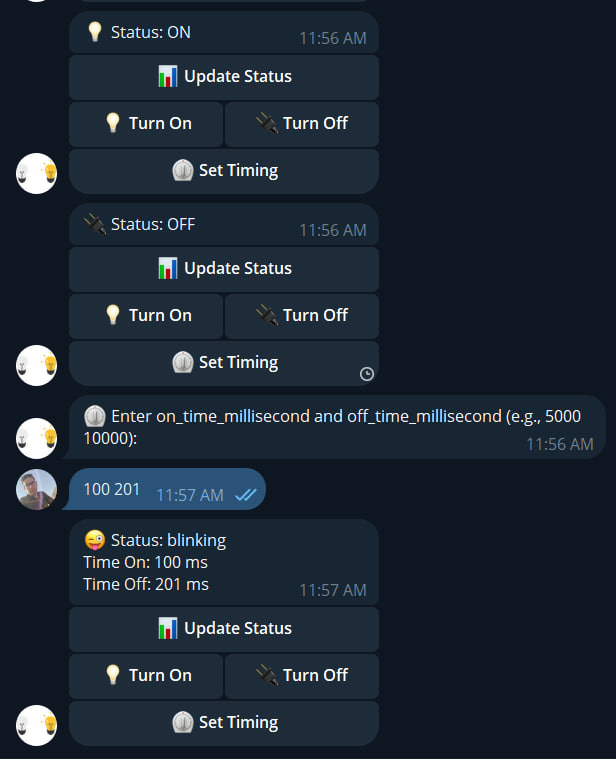 💡 Status: ON
11:56 AM
📊 Update Status
💡 Turn On
🔌 Turn Off
⏲ Set Timing
🔌 Status: OFF
11:56 AM
📊 Update Status
💡 Turn On
🔌 Turn Off
⏲ Set Timing
⏲ Enter on_time_millisecond and off_time_millisecond (e.g., 5000
10000):
11:56 AM
100 201
11:57 AM
😜 Status: blinking
Time On: 100 ms
Time Off: 201 ms
11:57 AM
📊 Update Status
💡 Turn On
🔌 Turn Off
⏲ Set Timing